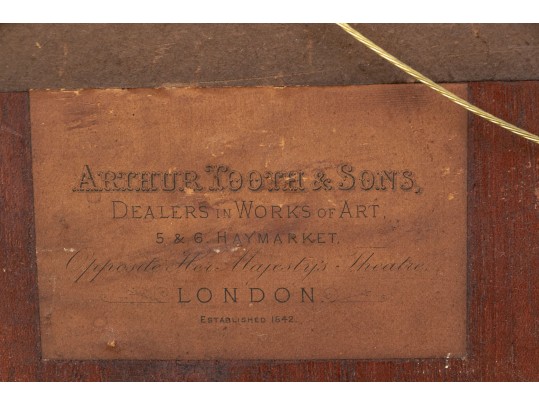 ARTHUR TOOTH & SONS,
DEALERS IN WORKS OF ART,
5 & 6, HAYMARKET,
Opposite Her Majesty's Theatre,
LONDON
ESTABLISHED 1842.